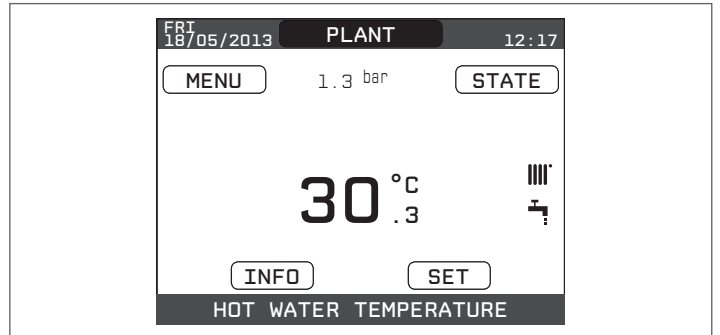 FRI
18/05/2013 PLANT 12:17
MENU 1.3 bar STATE
30 °C
.3
INFO SET
HOT WATER TEMPERATURE